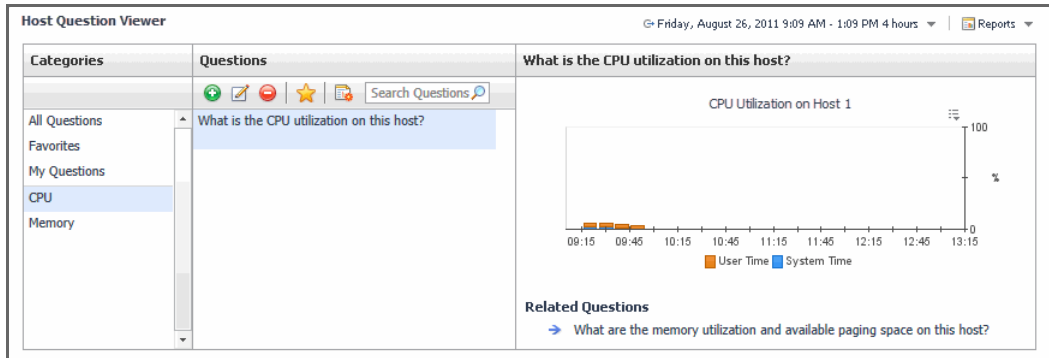 Host Question Viewer
Friday, August 26, 2011 9:09 AM - 1:09 PM 4 hours
Reports
Categories
Questions
What is the CPU utilization on this host?
Search Questions
All Questions
Favorites
My Questions
CPU
Memory
What is the CPU utilization on this host?
CPU Utilization on Host 1
100
%
0
09:15 09:45 10:15 10:45 11:15 11:45 12:15 12:45 13:15
User Time System Time
Related Questions
What are the memory utilization and available paging space on this host?